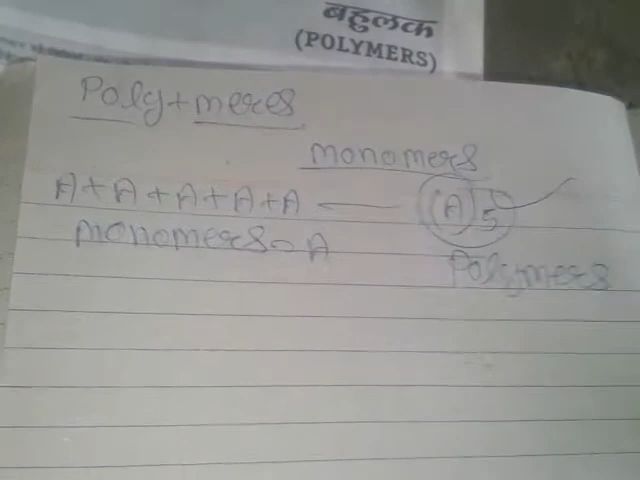 बहुलक
(POLYMERS)
Poly+meres
monomers
A+A+A+A+A — (A)5
monomers - A
Polymers